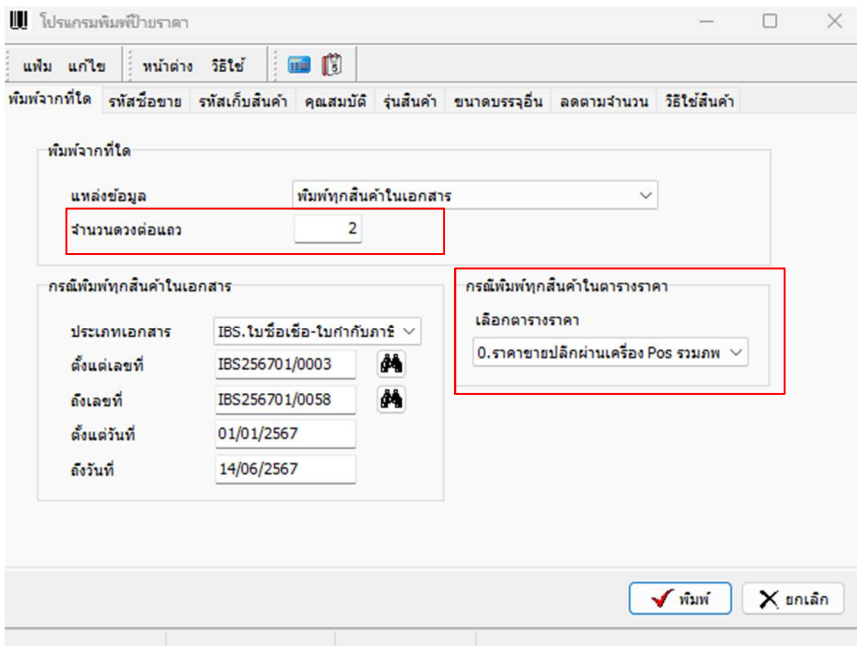 โปรแกรมพิมพ์ป้ายราคา
แฟ้ม แก้ไข หน้าต่าง วิธีใช้ 5
พิมพ์จากที่ใด รหัสชื่อขาย รหัสเก็บสินค้า คุณสมบัติ รุ่นสินค้า ขนาดบรรจุอื่น ลดตามจำนวน วิธีใช้สินค้า
พิมพ์จากที่ใด
แหล่งข้อมูล พิมพ์ทุกสินค้าในเอกสาร
จำนวนดวงต่อแถว 2
กรณีพิมพ์ทุกสินค้าในเอกสาร
ประเภทเอกสาร IBS.ใบซื้อเชื่อ-ใบกำกับภาษี
ตั้งแต่เลขที่ IBS256701/0003
ถึงเลขที่ IBS256701/0058
ตั้งแต่วันที่ 01/01/2567
ถึงวันที่ 14/06/2567
กรณีพิมพ์ทุกสินค้าในตารางราคา
เลือกตารางราคา
0.ราคาขายปลีกผ่านเครื่อง Pos รวมภพ
พิมพ์ ยกเลิก